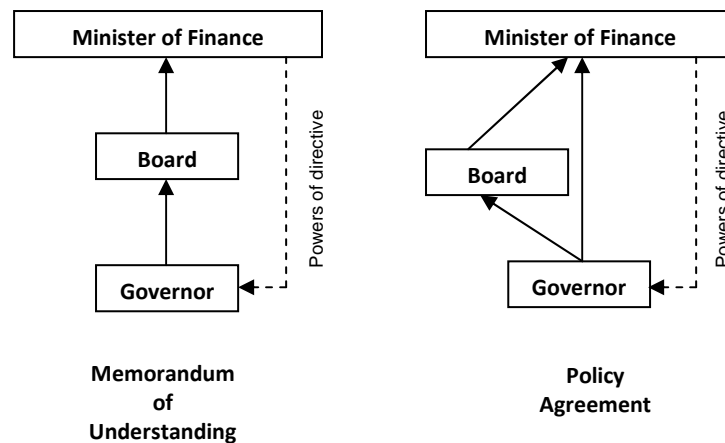 Minister of Finance
Board
Governor
Powers of directive
Memorandum
of
Understanding
Minister of Finance
Board
Governor
Powers of directive
Policy
Agreement